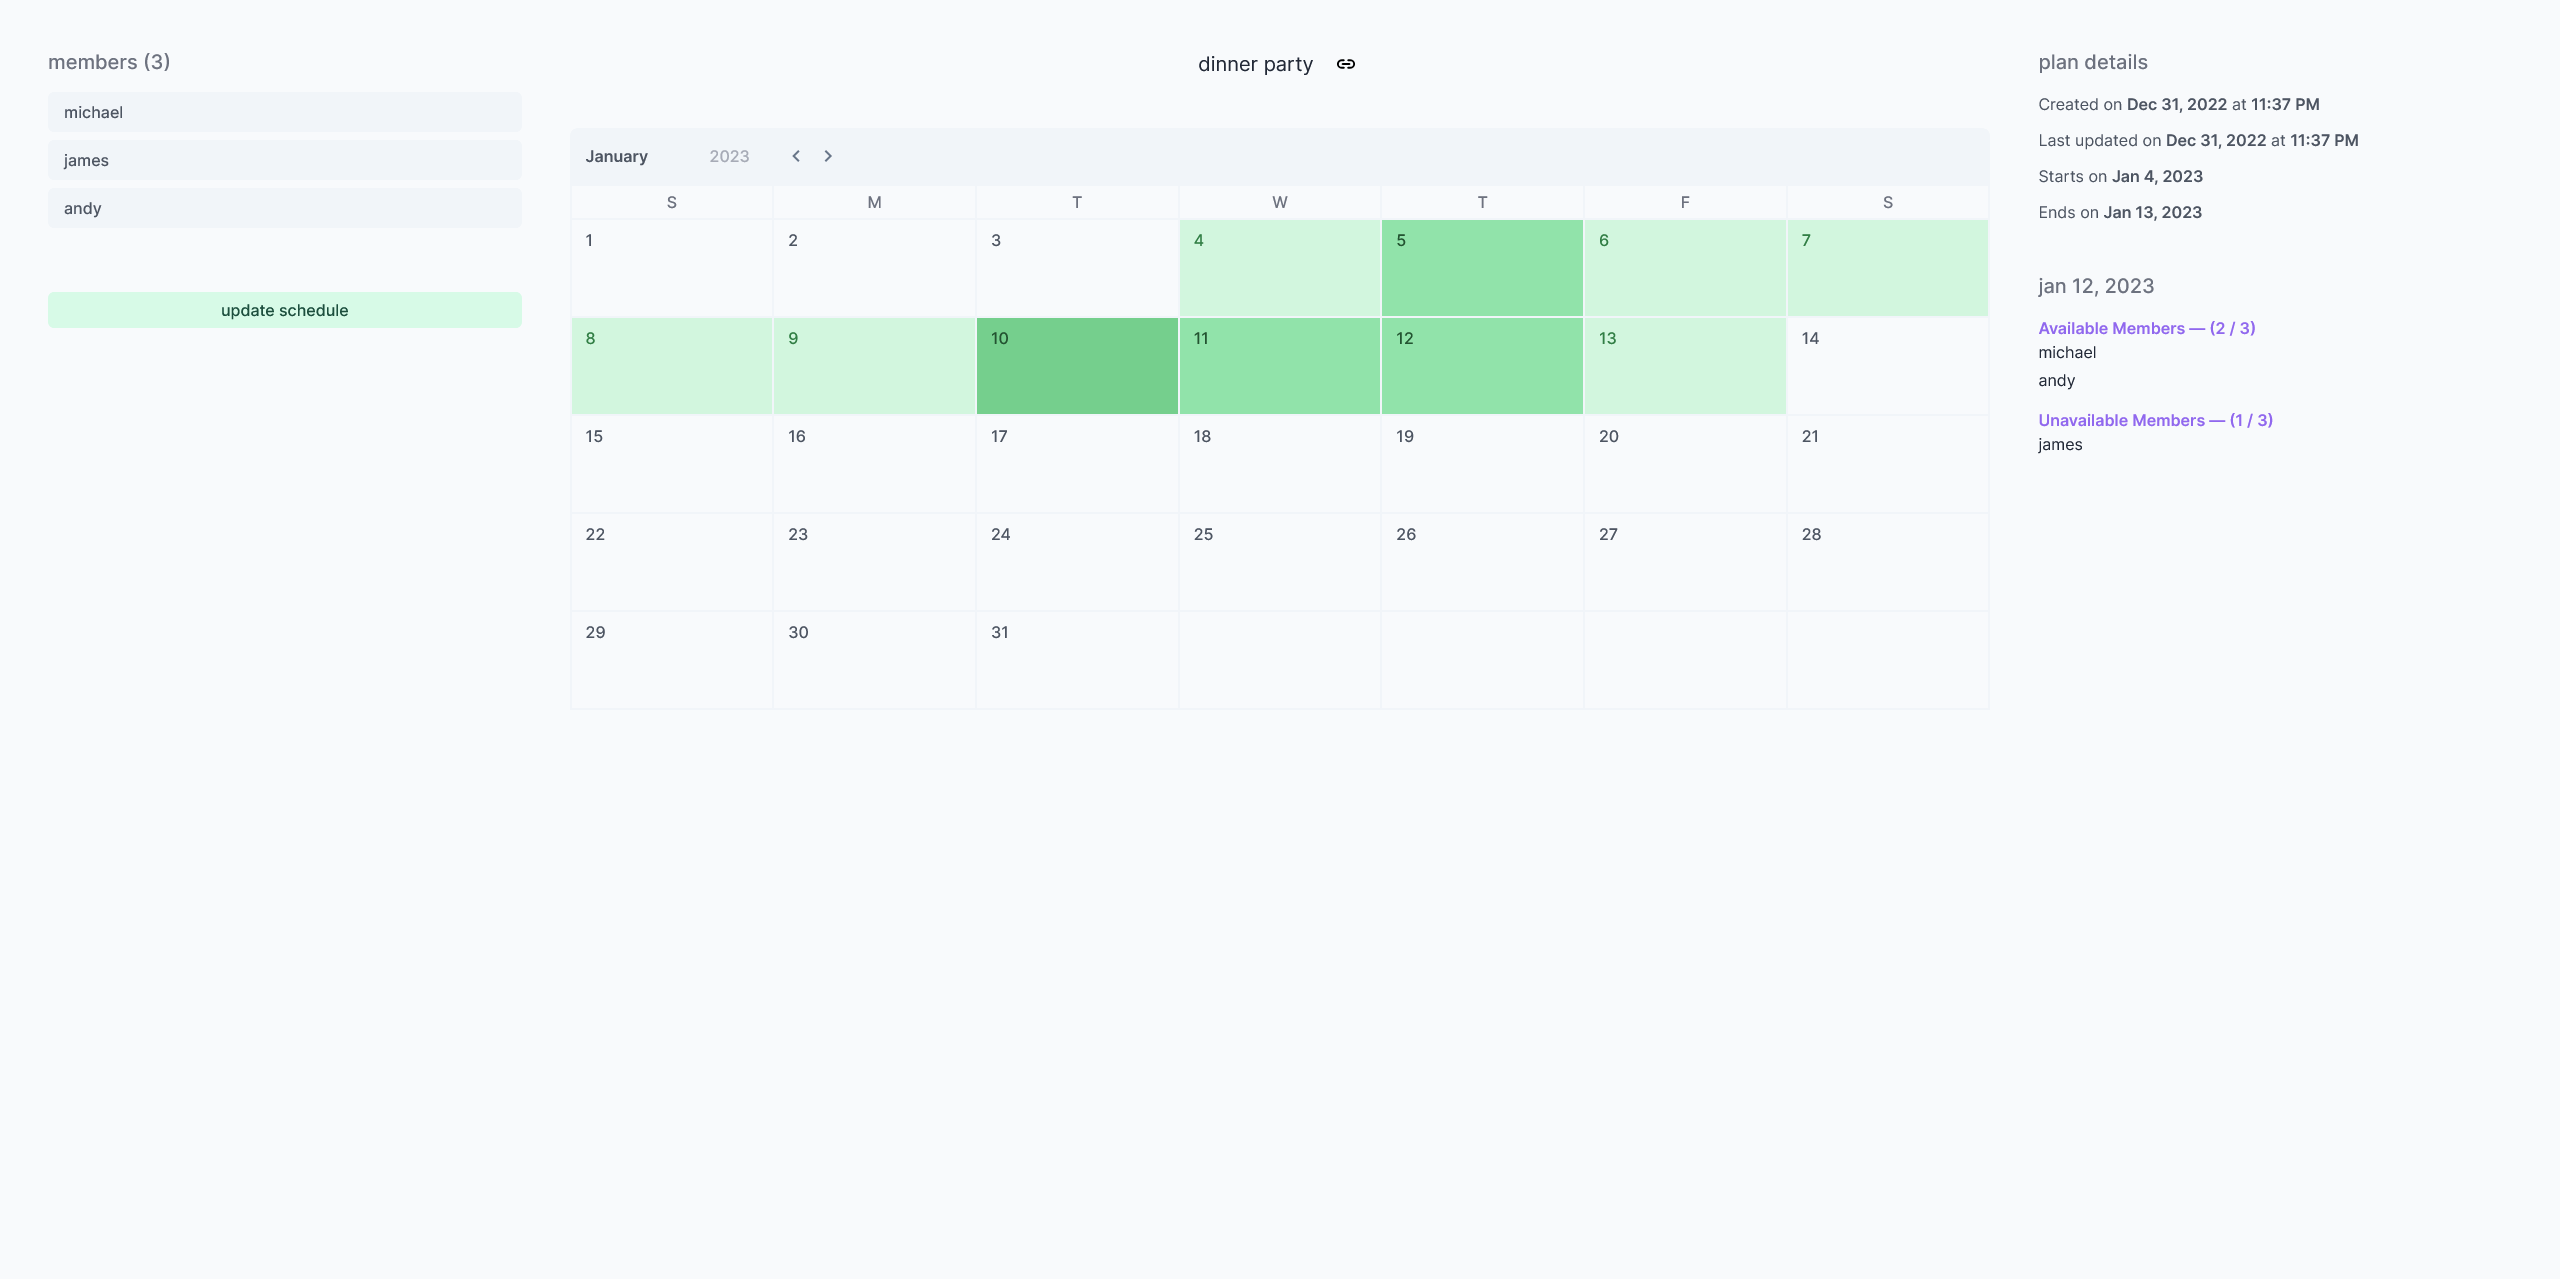 members (3)
michael
james
andy
update schedule
dinner party
January 2023
S M T W T F S
1 2 3 4 5 6 7
8 9 10 11 12 13 14
15 16 17 18 19 20 21
22 23 24 25 26 27 28
29 30 31
plan details
Created on Dec 31, 2022 at 11:37 PM
Last updated on Dec 31, 2022 at 11:37 PM
Starts on Jan 4, 2023
Ends on Jan 13, 2023
jan 12, 2023
Available Members — (2 / 3)
michael
andy
Unavailable Members — (1 / 3)
james